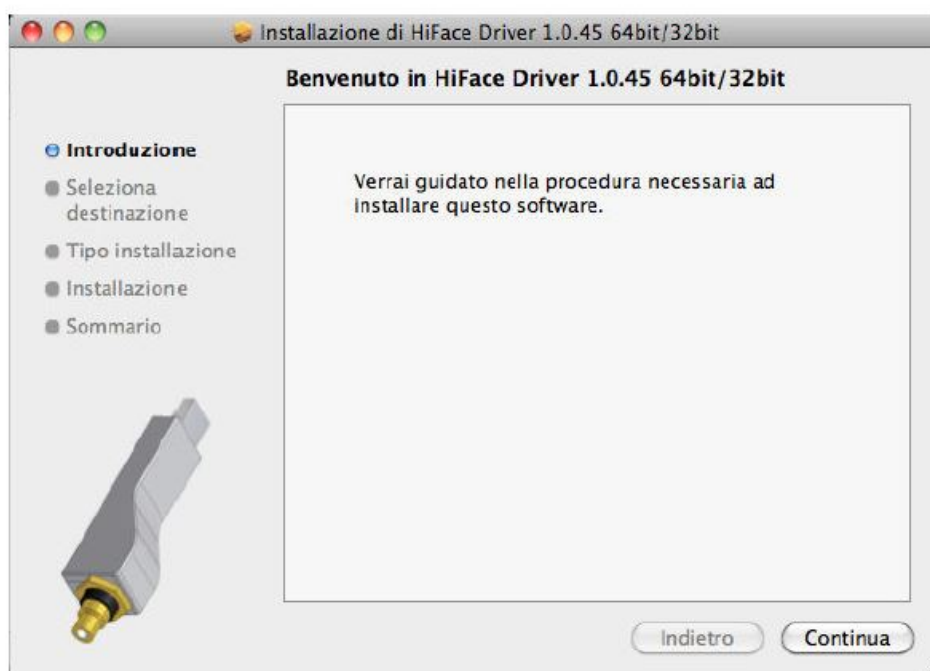 Installazione di HiFace Driver 1.0.45 64bit/32bit
Benvenuto in HiFace Driver 1.0.45 64bit/32bit
Introduzione
Seleziona
destinazione
Tipo installazione
Installazione
Sommario
Verrai guidato nella procedura necessaria ad
installare questo software.
Indietro
Continua